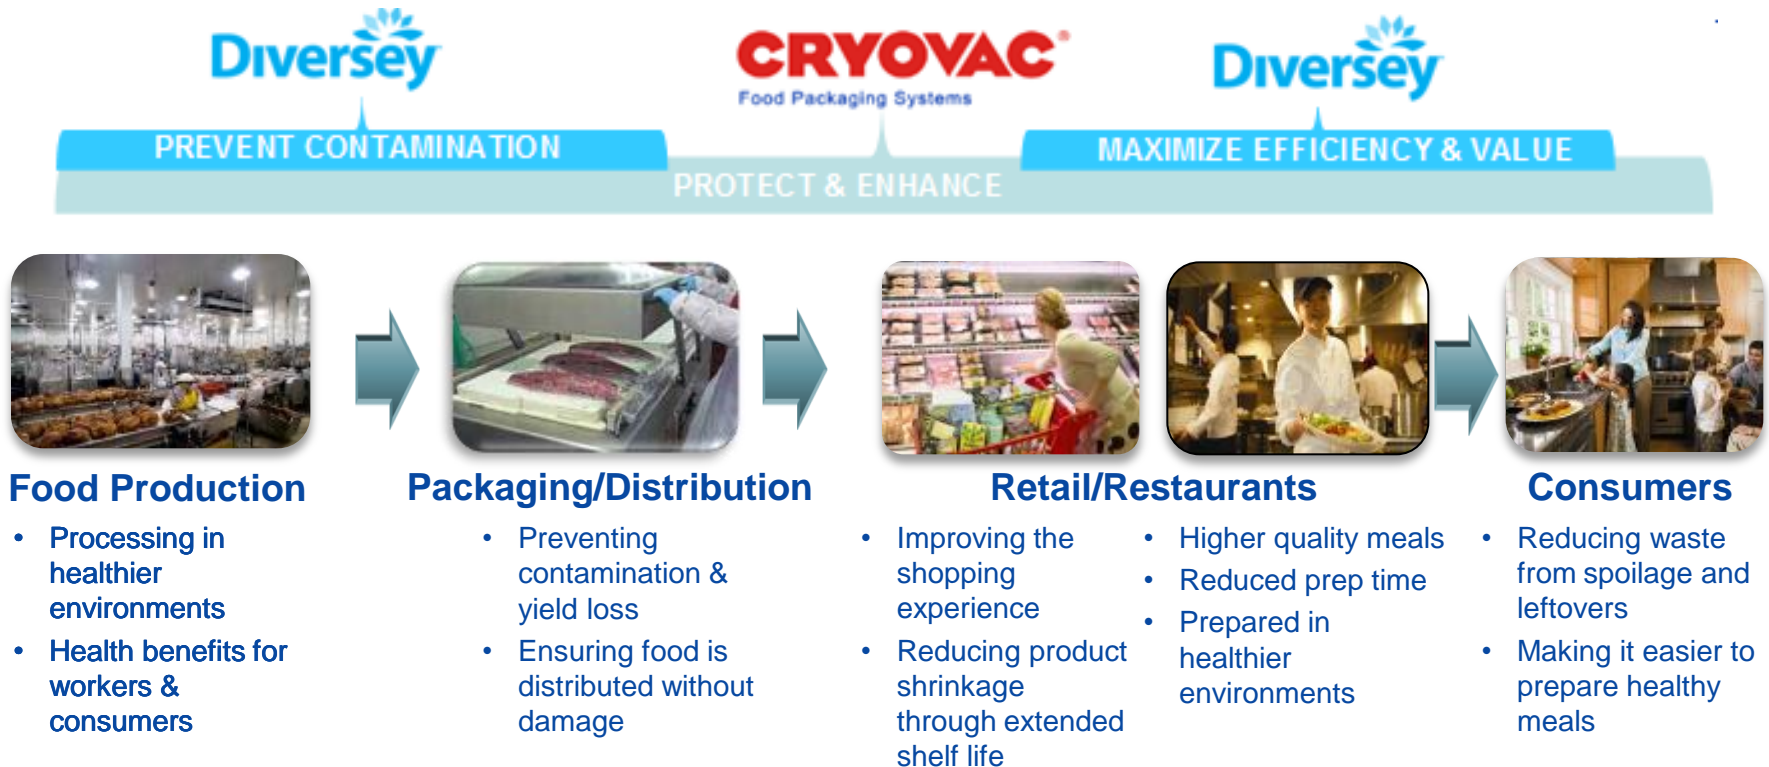 Diversey
CRYOVAC®
Food Packaging Systems
Diversey
PREVENT CONTAMINATION
MAXIMIZE EFFICIENCY & VALUE
PROTECT & ENHANCE
Food Production
• Processing in
healthier
environments
• Health benefits for
workers &
consumers
Packaging/Distribution
• Preventing
contamination &
yield loss
• Ensuring food is
distributed without
damage
Retail/Restaurants
• Improving the
shopping
experience
• Reducing product
shrinkage
through extended
shelf life
• Higher quality meals
• Reduced prep time
• Prepared in
healthier
environments
Consumers
• Reducing waste
from spoilage and
leftovers
• Making it easier to
prepare healthy
meals